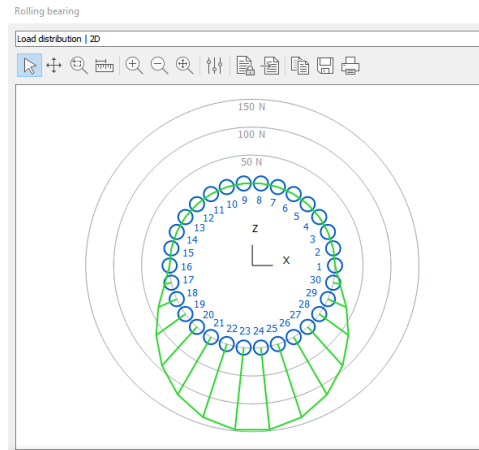 Rolling bearing
Load distribution | 2D
150 N
100 N
50 N
9 8
10 7
11 6
12 5
13 4
14 3
Z
15 2
X
16 1
17 30
18 29
19 28
20 27
21 26
22 23 24 25